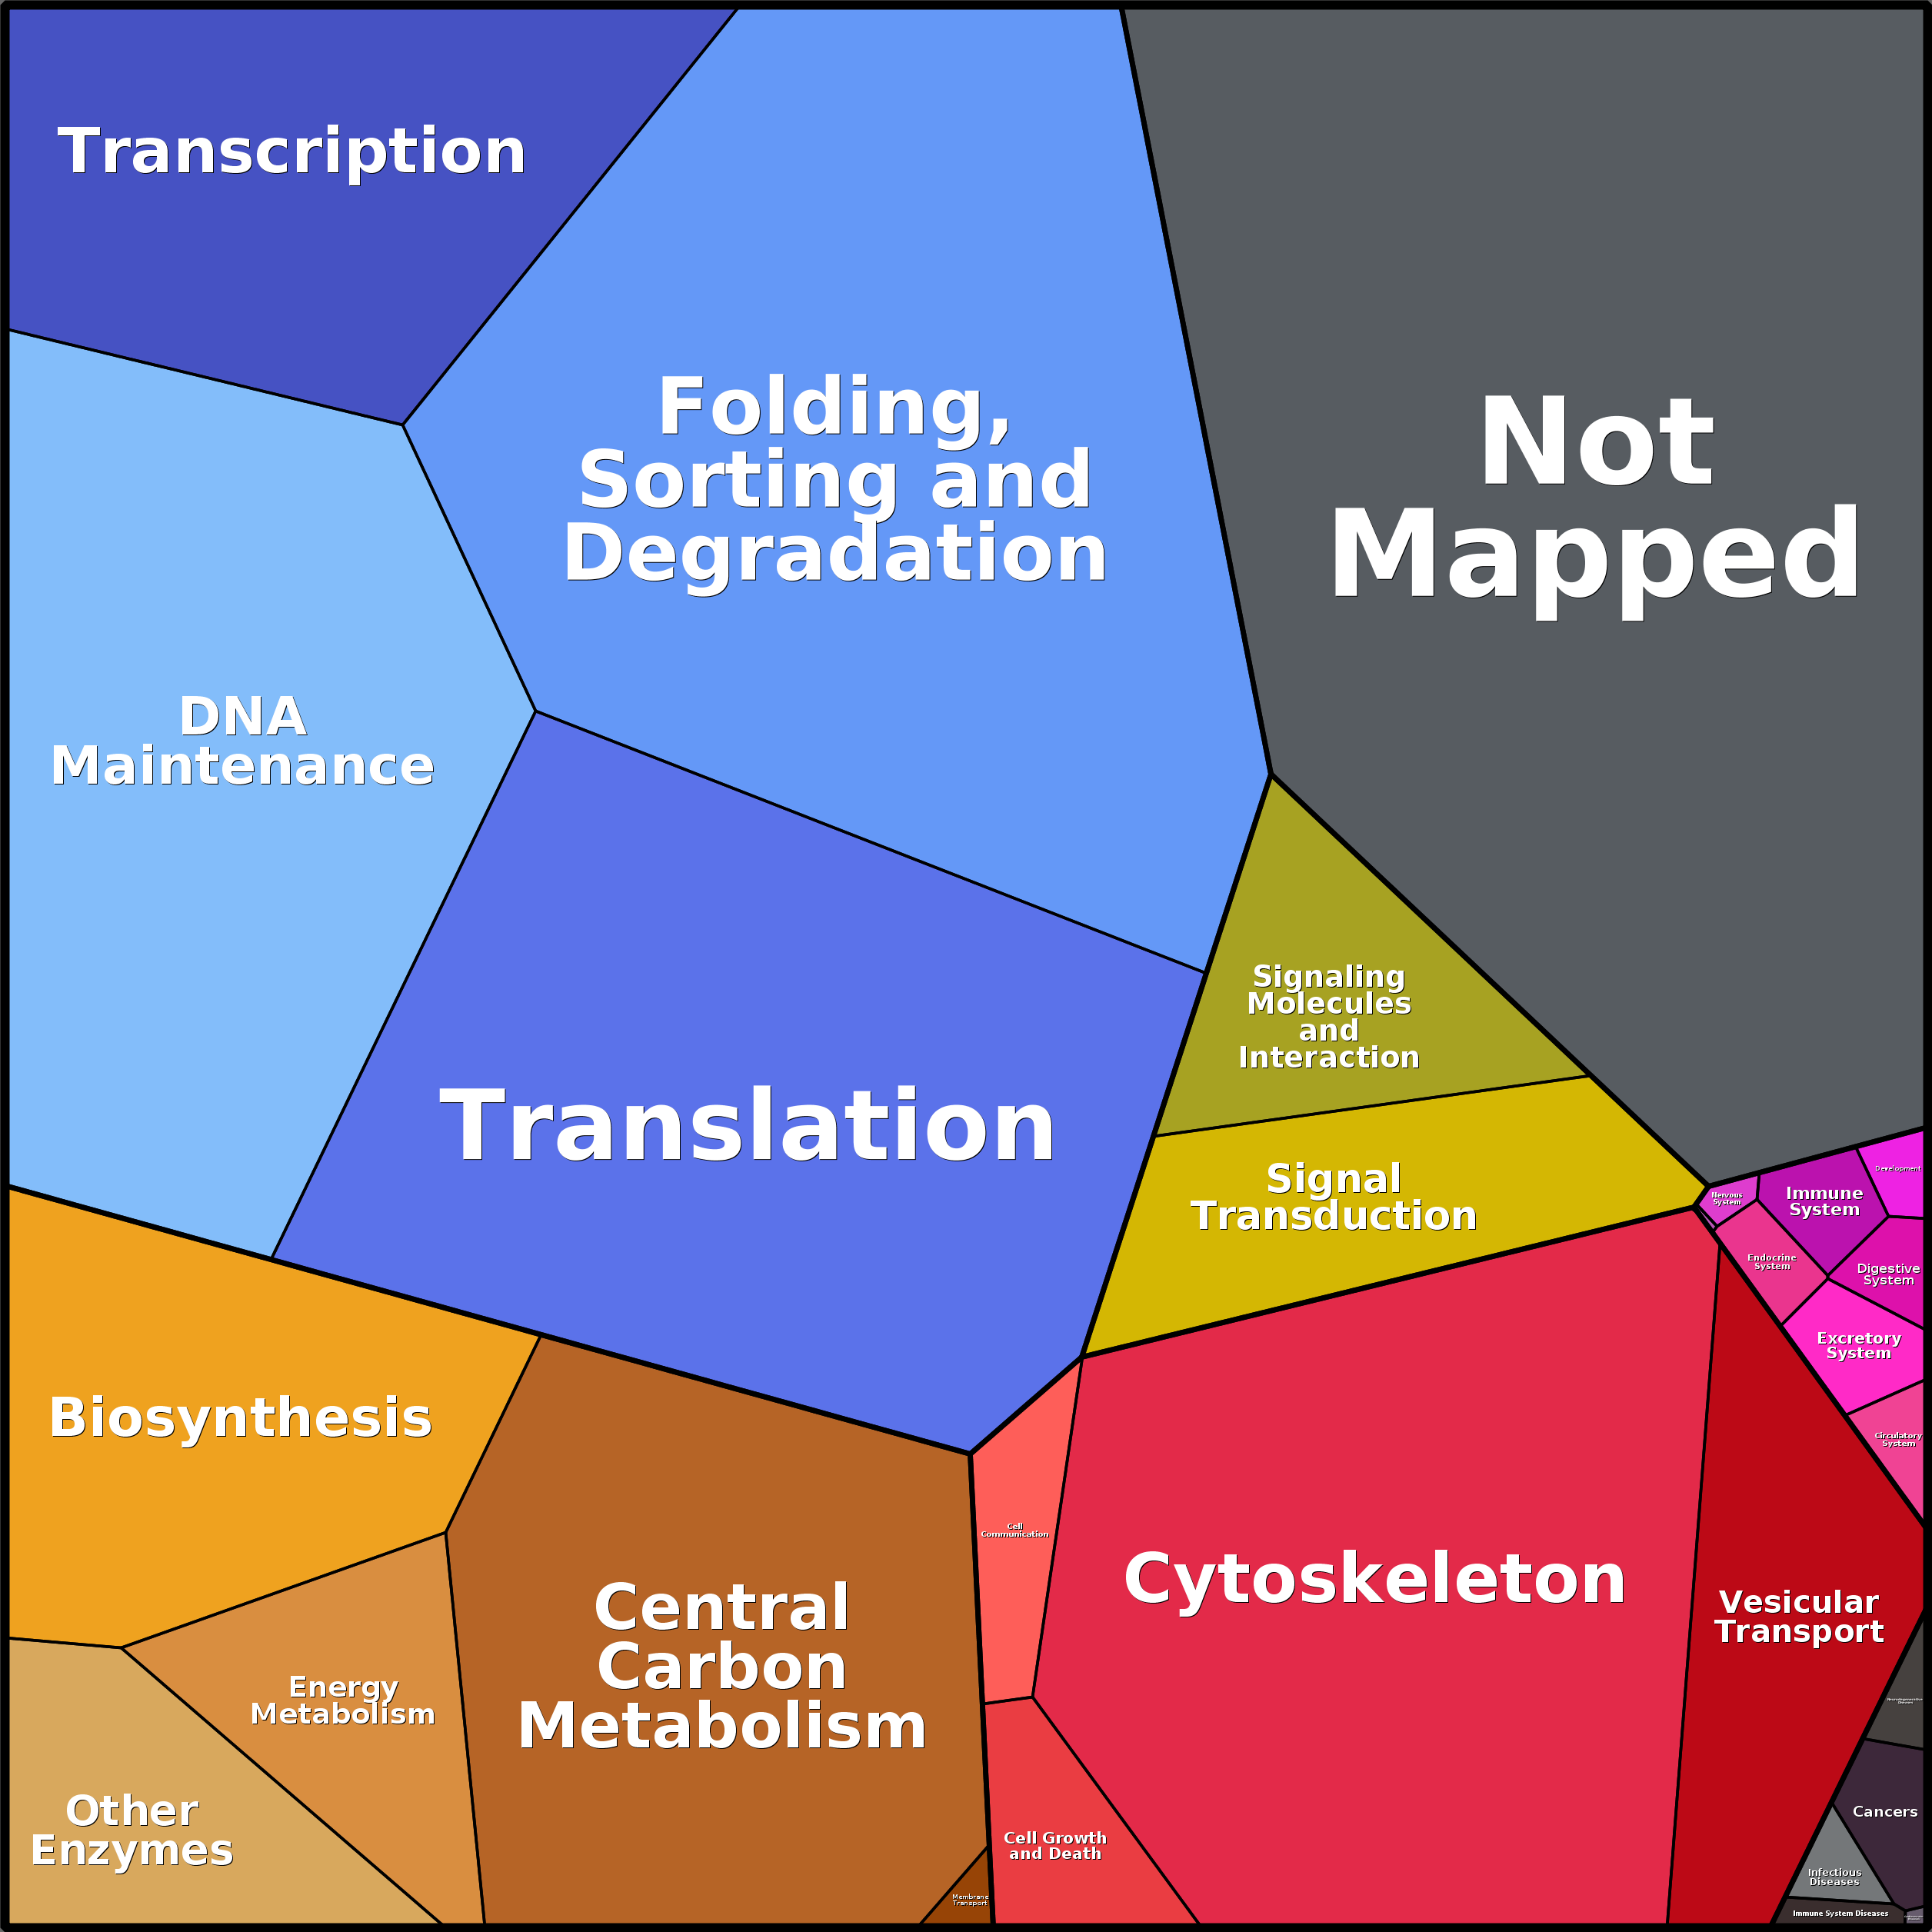 Transcription
Folding,
Sorting and
Degradation
Not
Mapped
DNA
Maintenance
Translation
Signaling
Molecules
and
Interaction
Signal
Transduction
Development
Nervous
System
Immune
System
Endocrine
System
Digestive
System
Excretory
System
Circulatory
System
Biosynthesis
Central
Carbon
Metabolism
Energy
Metabolism
Other
Enzymes
Membrane
Transport
Cell
Communication
Cytoskeleton
Cell Growth
and Death
Vesicular
Transport
Cancers
Infectious
Diseases
Immune System Diseases